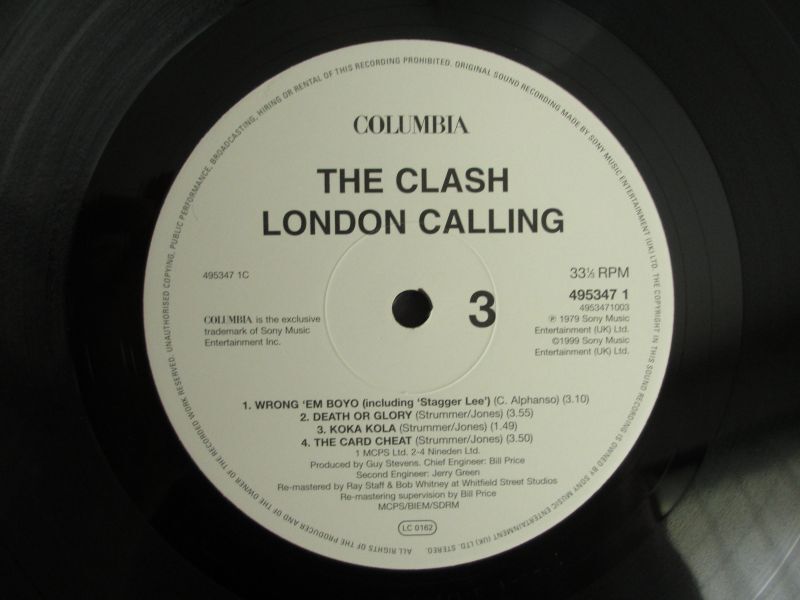 ALL RIGHTS OF THE PRODUCER AND OF THE OWNER OF THE RECORDED WORK RESERVED. UNAUTHORISED COPYING, PUBLIC PERFORMANCE, BROADCASTING, HIRING OR RENTAL OF THIS RECORDING PROHIBITED. ORIGINAL SOUND RECORDING MADE BY SONY MUSIC ENTERTAINMENT (UK) LTD. THE COPYRIGHT IN THIS SOUND RECORDING IS OWNED BY SONY MUSIC ENTERTAINMENT (UK) LTD.
COLUMBIA
THE CLASH
LONDON CALLING
495347 1C
33⅓ RPM
COLUMBIA is the exclusive
trademark of Sony Music
Entertainment Inc.
3
495347 1
4953471003
℗ 1979 Sony Music
Entertainment (UK) Ltd.
©1999 Sony Music
Entertainment (UK) Ltd.
1. WRONG 'EM BOYO (including 'Stagger Lee') (C. Alphanso) (3.10)
2. DEATH OR GLORY (Strummer/Jones) (3.55)
3. KOKA KOLA (Strummer/Jones) (1.49)
4. THE CARD CHEAT (Strummer/Jones) (3.50)
1 MCPS Ltd. 2-4 Nineden Ltd.
Produced by Guy Stevens. Chief Engineer: Bill Price
Second Engineer: Jerry Green
Re-mastered by Ray Staff & Bob Whitney at Whitfield Street Studios
Re-mastering supervision by Bill Price
MCPS/BIEM/SDRM
LC 0162